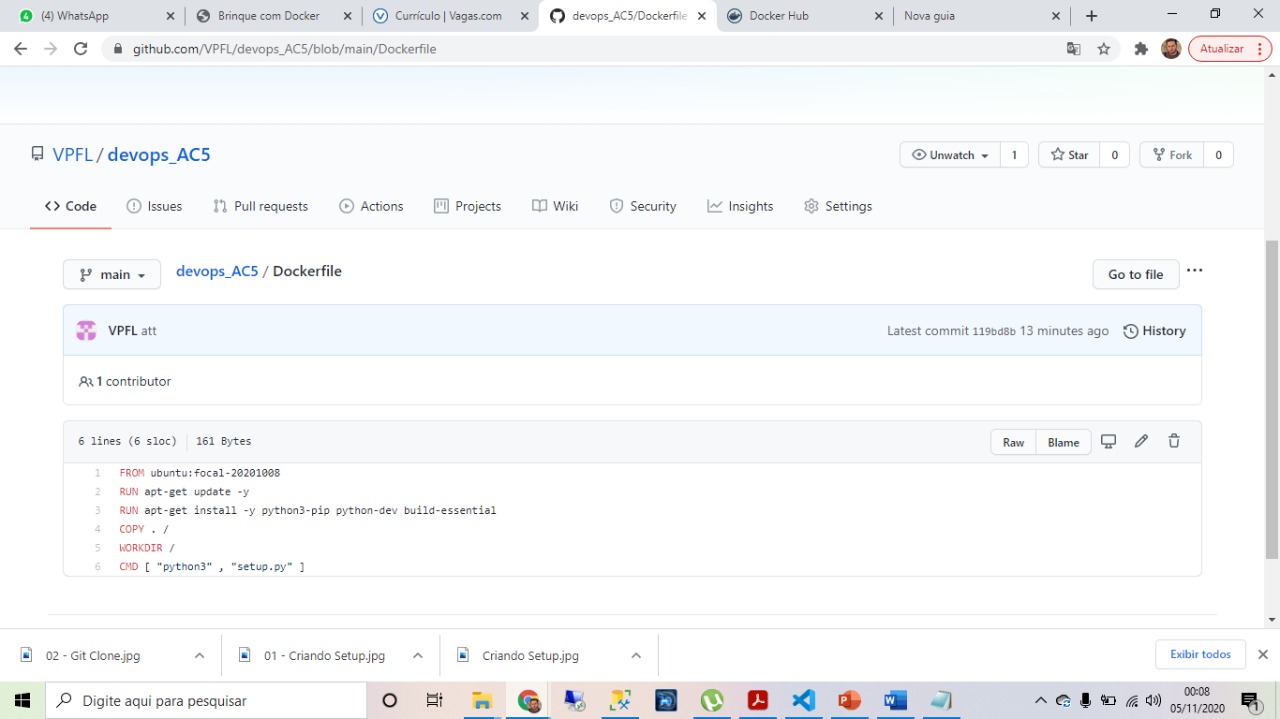 (4) WhatsApp
Brinque com Docker
Currículo | Vagas.com
devops_AC5/Dockerfile
Docker Hub
Nova guia
github.com/VPFL/devops_AC5/blob/main/Dockerfile
Atualizar
VPFL / devops_AC5
Unwatch 1
Star 0
Fork 0
Code
Issues
Pull requests
Actions
Projects
Wiki
Security
Insights
Settings
main
devops_AC5 / Dockerfile
Go to file
VPFL att
Latest commit 119bd8b 13 minutes ago
History
1 contributor
6 lines (6 sloc) 161 Bytes
Raw
Blame
1 FROM ubuntu:focal-20201008
2 RUN apt-get update -y
3 RUN apt-get install -y python3-pip python-dev build-essential
4 COPY . /
5 WORKDIR /
6 CMD [ "python3" , "setup.py" ]
02 - Git Clone.jpg
01 - Criando Setup.jpg
Criando Setup.jpg
Exibir todos
Digite aqui para pesquisar
00:08
05/11/2020
1